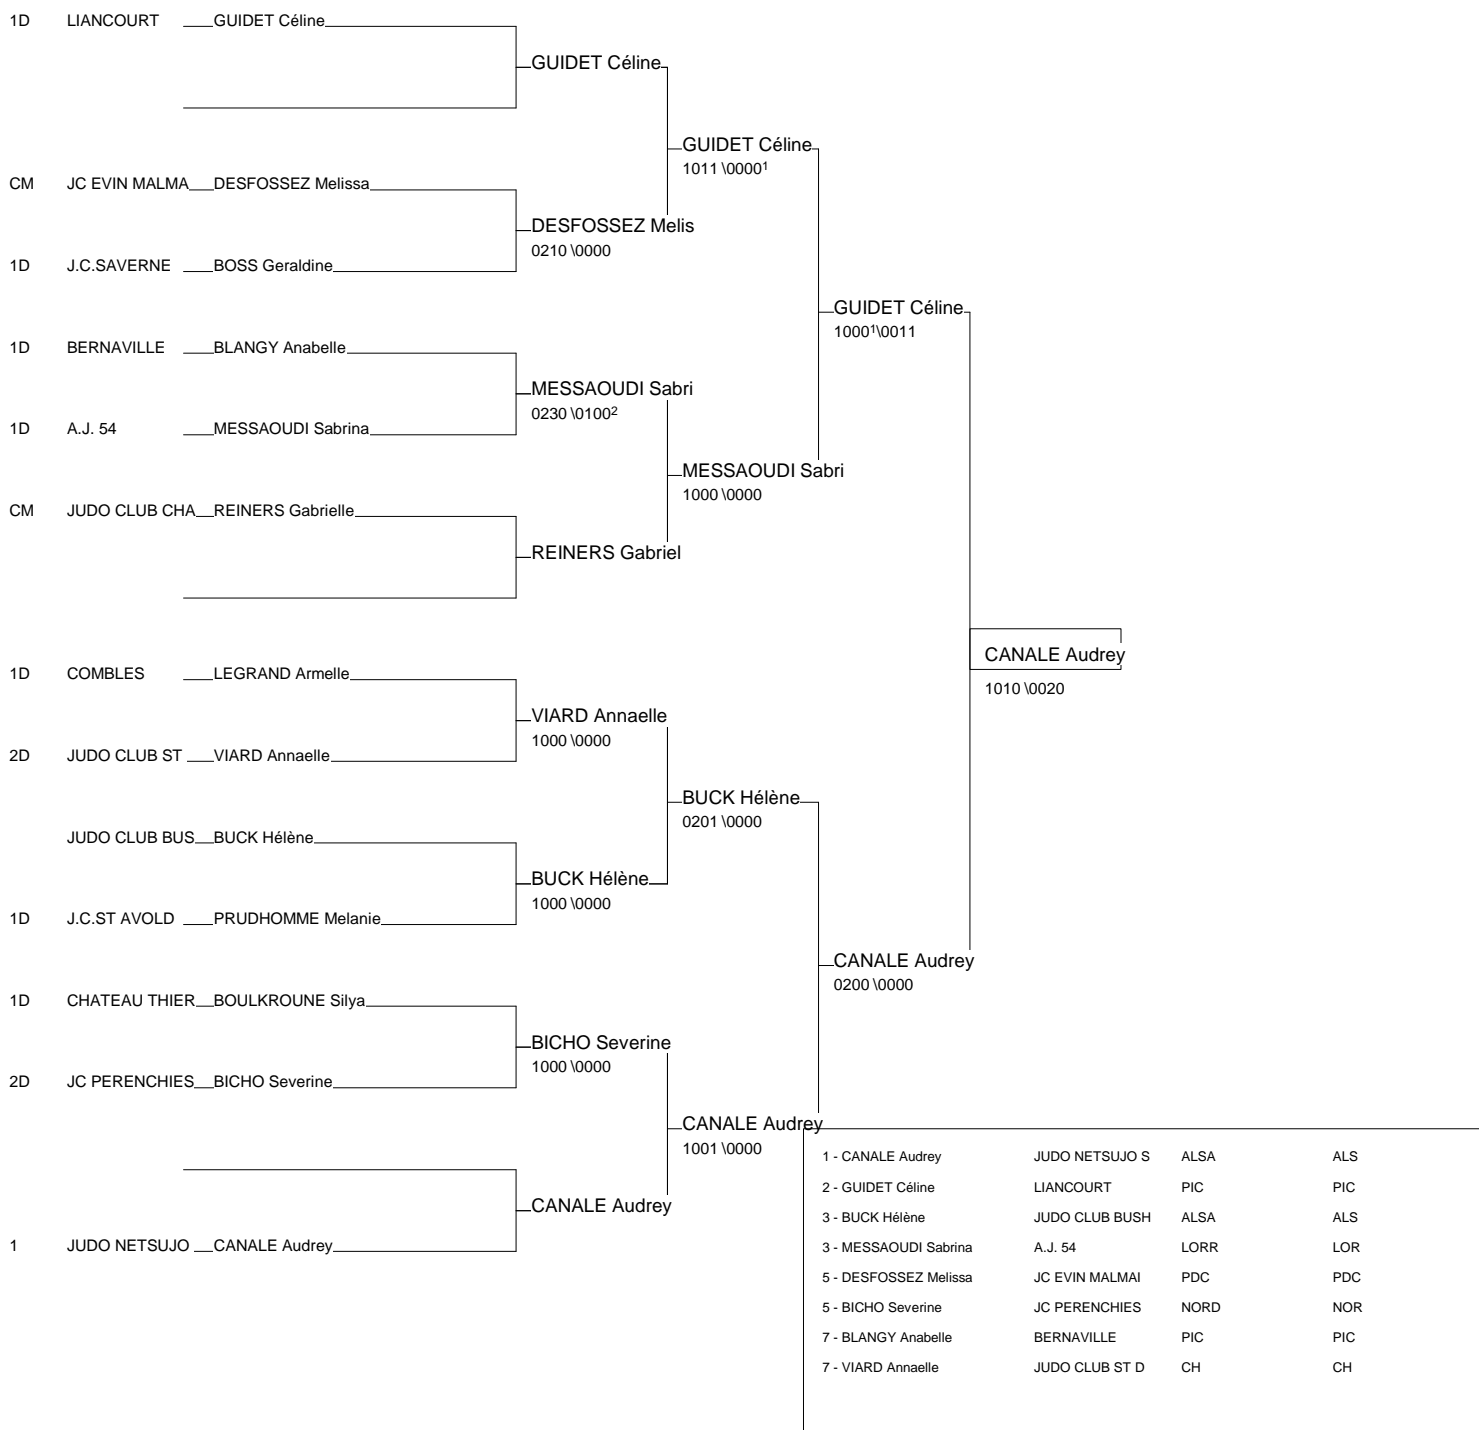 1D LIANCOURT GUIDET Céline
GUIDET Céline
GUIDET Céline
1011 \0000¹
CM JC EVIN MALMA DESFOSSEZ Melissa
DESFOSSEZ Melis
0210 \0000
1D J.C.SAVERNE BOSS Geraldine
GUIDET Céline
1000¹\0011
1D BERNAVILLE BLANGY Anabelle
MESSAOUDI Sabri
0230 \0100²
1D A.J. 54 MESSAOUDI Sabrina
MESSAOUDI Sabri
1000 \0000
CM JUDO CLUB CHA REINERS Gabrielle
REINERS Gabriel
CANALE Audrey
1010 \0020
1D COMBLES LEGRAND Armelle
VIARD Annaelle
1000 \0000
2D JUDO CLUB ST VIARD Annaelle
BUCK Hélène
0201 \0000
JUDO CLUB BUS BUCK Hélène
BUCK Hélène
1000 \0000
1D J.C.ST AVOLD PRUDHOMME Melanie
CANALE Audrey
0200 \0000
1D CHATEAU THIER BOULKROUNE Silya
BICHO Severine
1000 \0000
2D JC PERENCHIES BICHO Severine
CANALE Audrey
1001 \0000
CANALE Audrey
1 JUDO NETSUJO CANALE Audrey
1 - CANALE Audrey JUDO NETSUJO S ALSA ALS
2 - GUIDET Céline LIANCOURT PIC PIC
3 - BUCK Hélène JUDO CLUB BUSH ALSA ALS
3 - MESSAOUDI Sabrina A.J. 54 LORR LOR
5 - DESFOSSEZ Melissa JC EVIN MALMAI PDC PDC
5 - BICHO Severine JC PERENCHIES NORD NOR
7 - BLANGY Anabelle BERNAVILLE PIC PIC
7 - VIARD Annaelle JUDO CLUB ST D CH CH